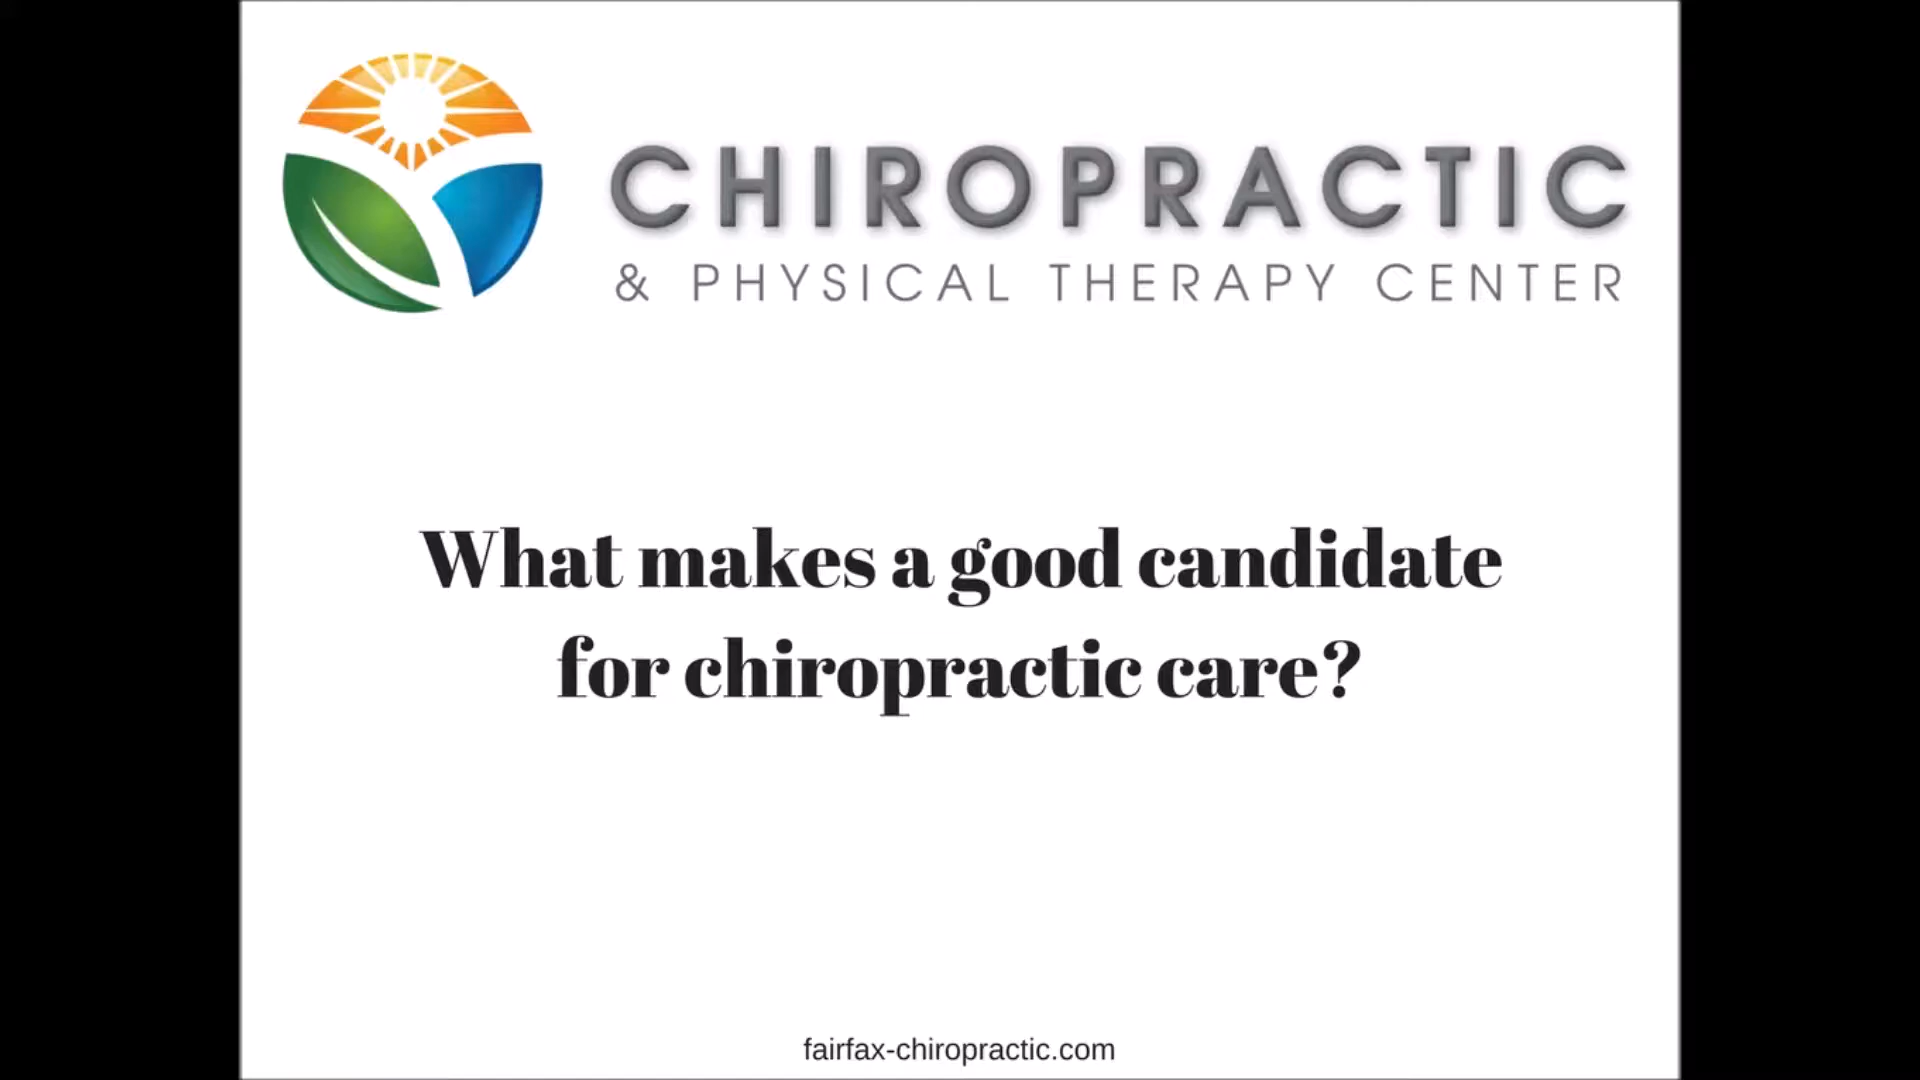 CHIROPRACTIC
& PHYSICAL THERAPY CENTER
What makes a good candidate
for chiropractic care?
fairfax-chiropractic.com